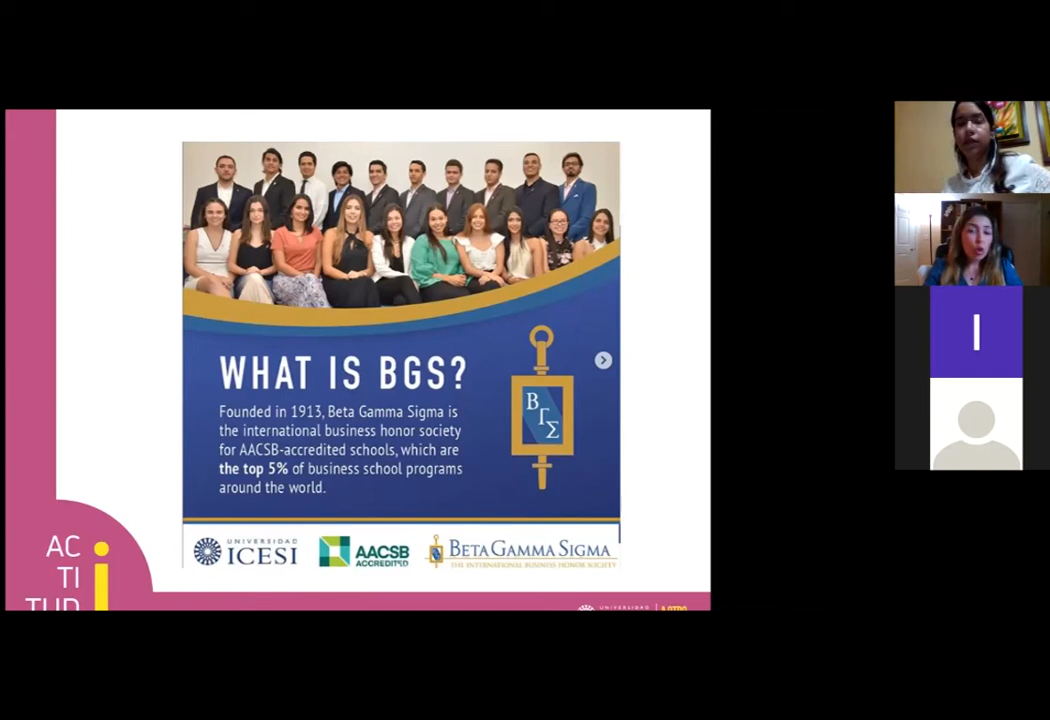 WHAT IS BGS?
Founded in 1913, Beta Gamma Sigma is
the international business honor society
for AACSB-accredited schools, which are
the top 5% of business school programs
around the world.
ΒΓΣ
UNIVERSIDAD
ICESI
AACSB
ACCREDITED
BETA GAMMA SIGMA
THE INTERNATIONAL BUSINESS HONOR SOCIETY
AC
TI
TUD
i
UNIVERSIDAD
I